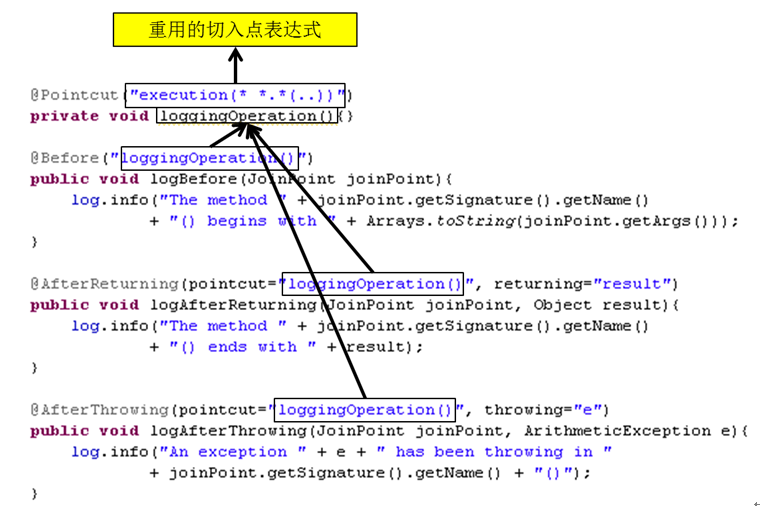 重用的切入点表达式
@Pointcut("execution(* *.*(..))")
private void loggingOperation(){}
@Before("loggingOperation()")
public void logBefore(JoinPoint joinPoint){
log.info("The method " + joinPoint.getSignature().getName()
+ "() begins with " + Arrays.toString(joinPoint.getArgs()));
}
@AfterReturning(pointcut="loggingOperation()", returning="result")
public void logAfterReturning(JoinPoint joinPoint, Object result){
log.info("The method " + joinPoint.getSignature().getName()
+ "() ends with " + result);
}
@AfterThrowing(pointcut="loggingOperation()", throwing="e")
public void logAfterThrowing(JoinPoint joinPoint, ArithmeticException e){
log.info("An exception " + e + " has been throwing in "
+ joinPoint.getSignature().getName() + "()");
}